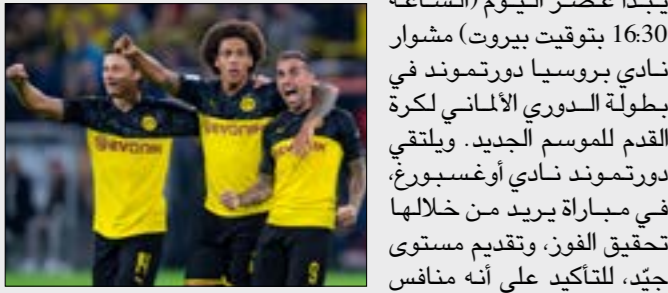 يبدأ عصر اليوم (الساعة
16:30 بتوقيت بيروت) مشوار
نادي بروسيا دورتموند في
بطولة الدوري الألماني لكرة
القدم للموسم الجديد. ويلتقي
دورتموند نادي أوغسبورغ،
في مباراة يريد من خلالها
تحقيق الفوز، وتقديم مستوى
جيّد، للتأكيد على أنه منافس
EVONIK
EVONIK